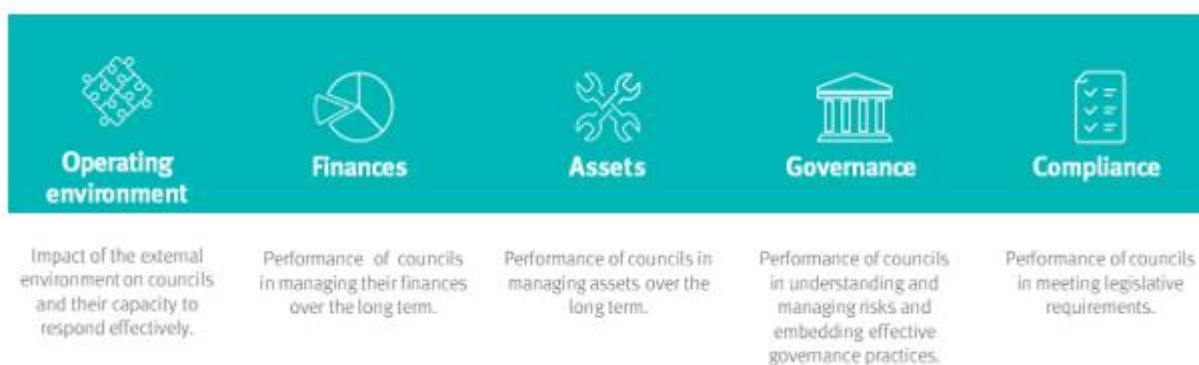 Operating
environment
Finances
Assets
Governance
Compliance
Impact of the external
environment on councils
and their capacity to
respond effectively.
Performance of councils
in managing their finances
over the long term.
Performance of councils in
managing assets over the
long term.
Performance of councils
in understanding and
managing risks and
embedding effective
governance practices.
Performance of councils
in meeting legislative
requirements.